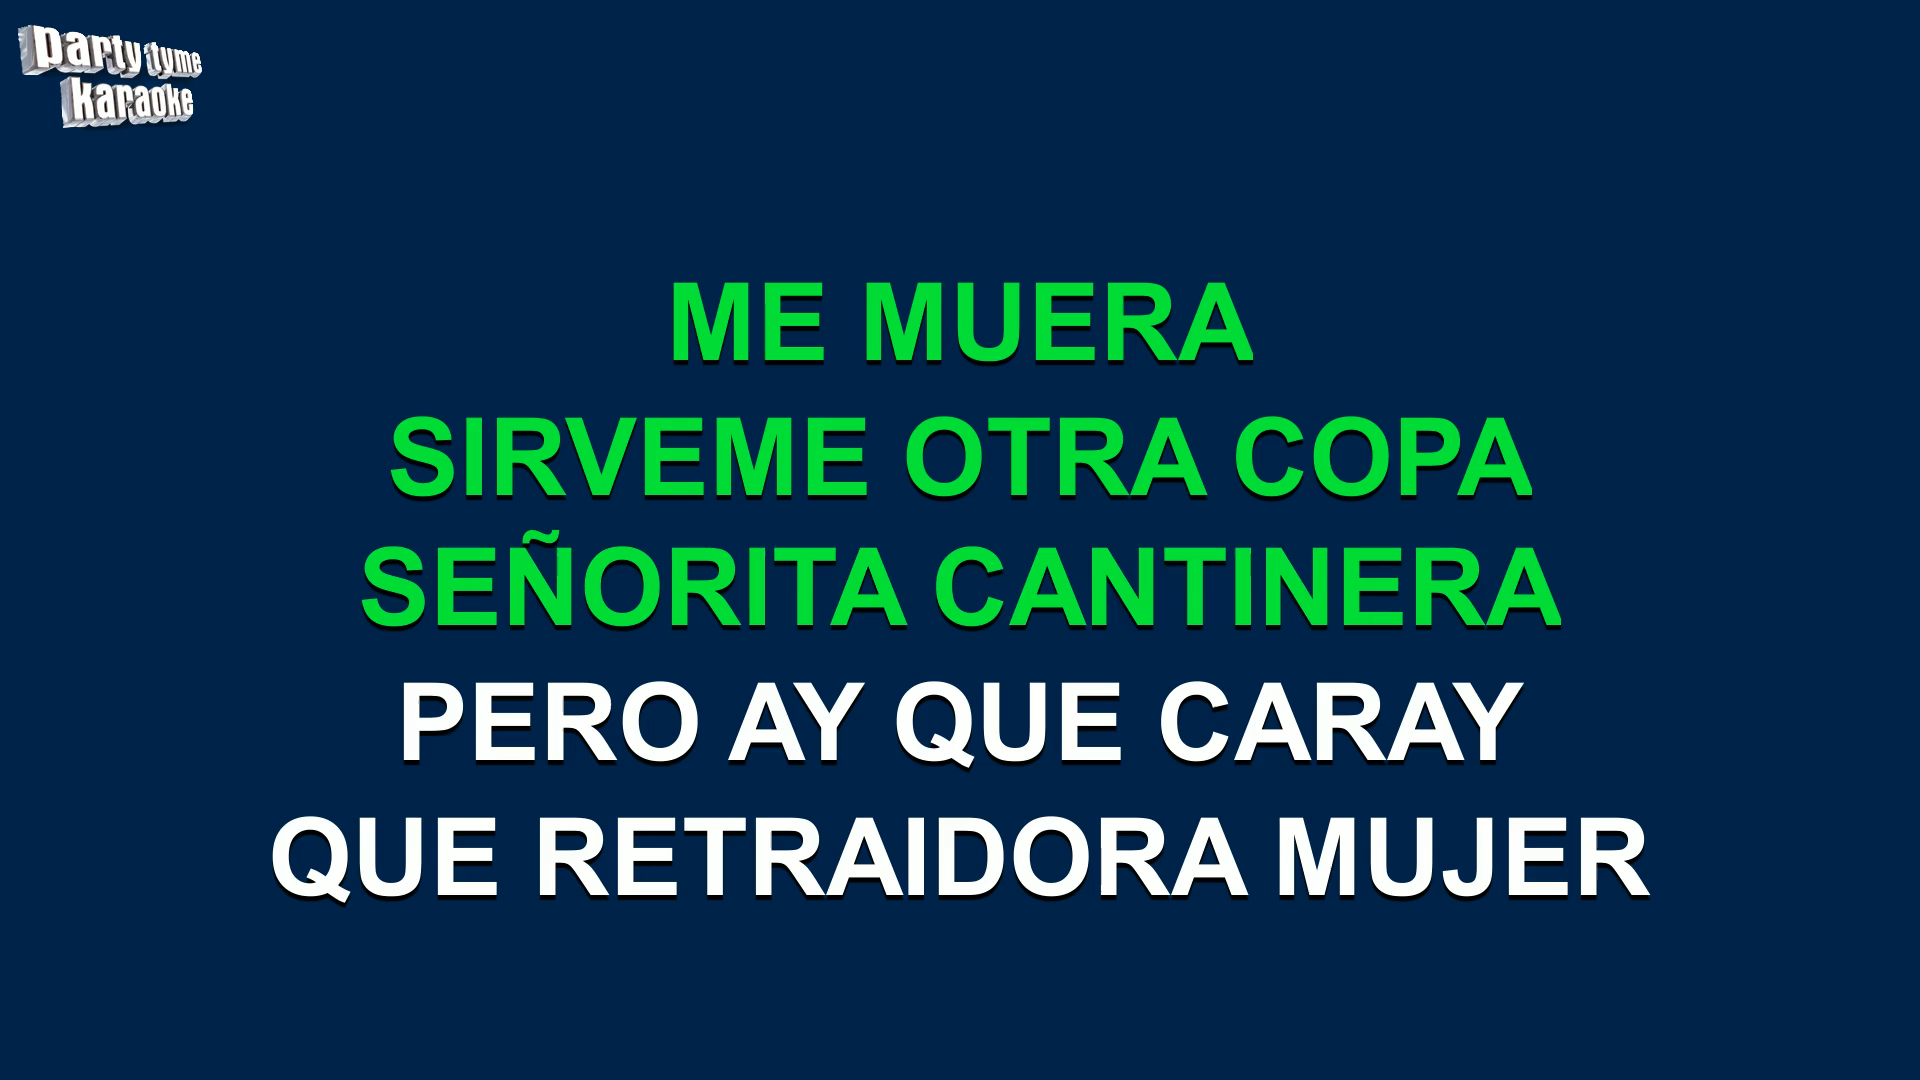 party tyme
karaoke
ME MUERA
SIRVEME OTRA COPA
SEÑORITA CANTINERA
PERO AY QUE CARAY
QUE RETRAIDORA MUJER